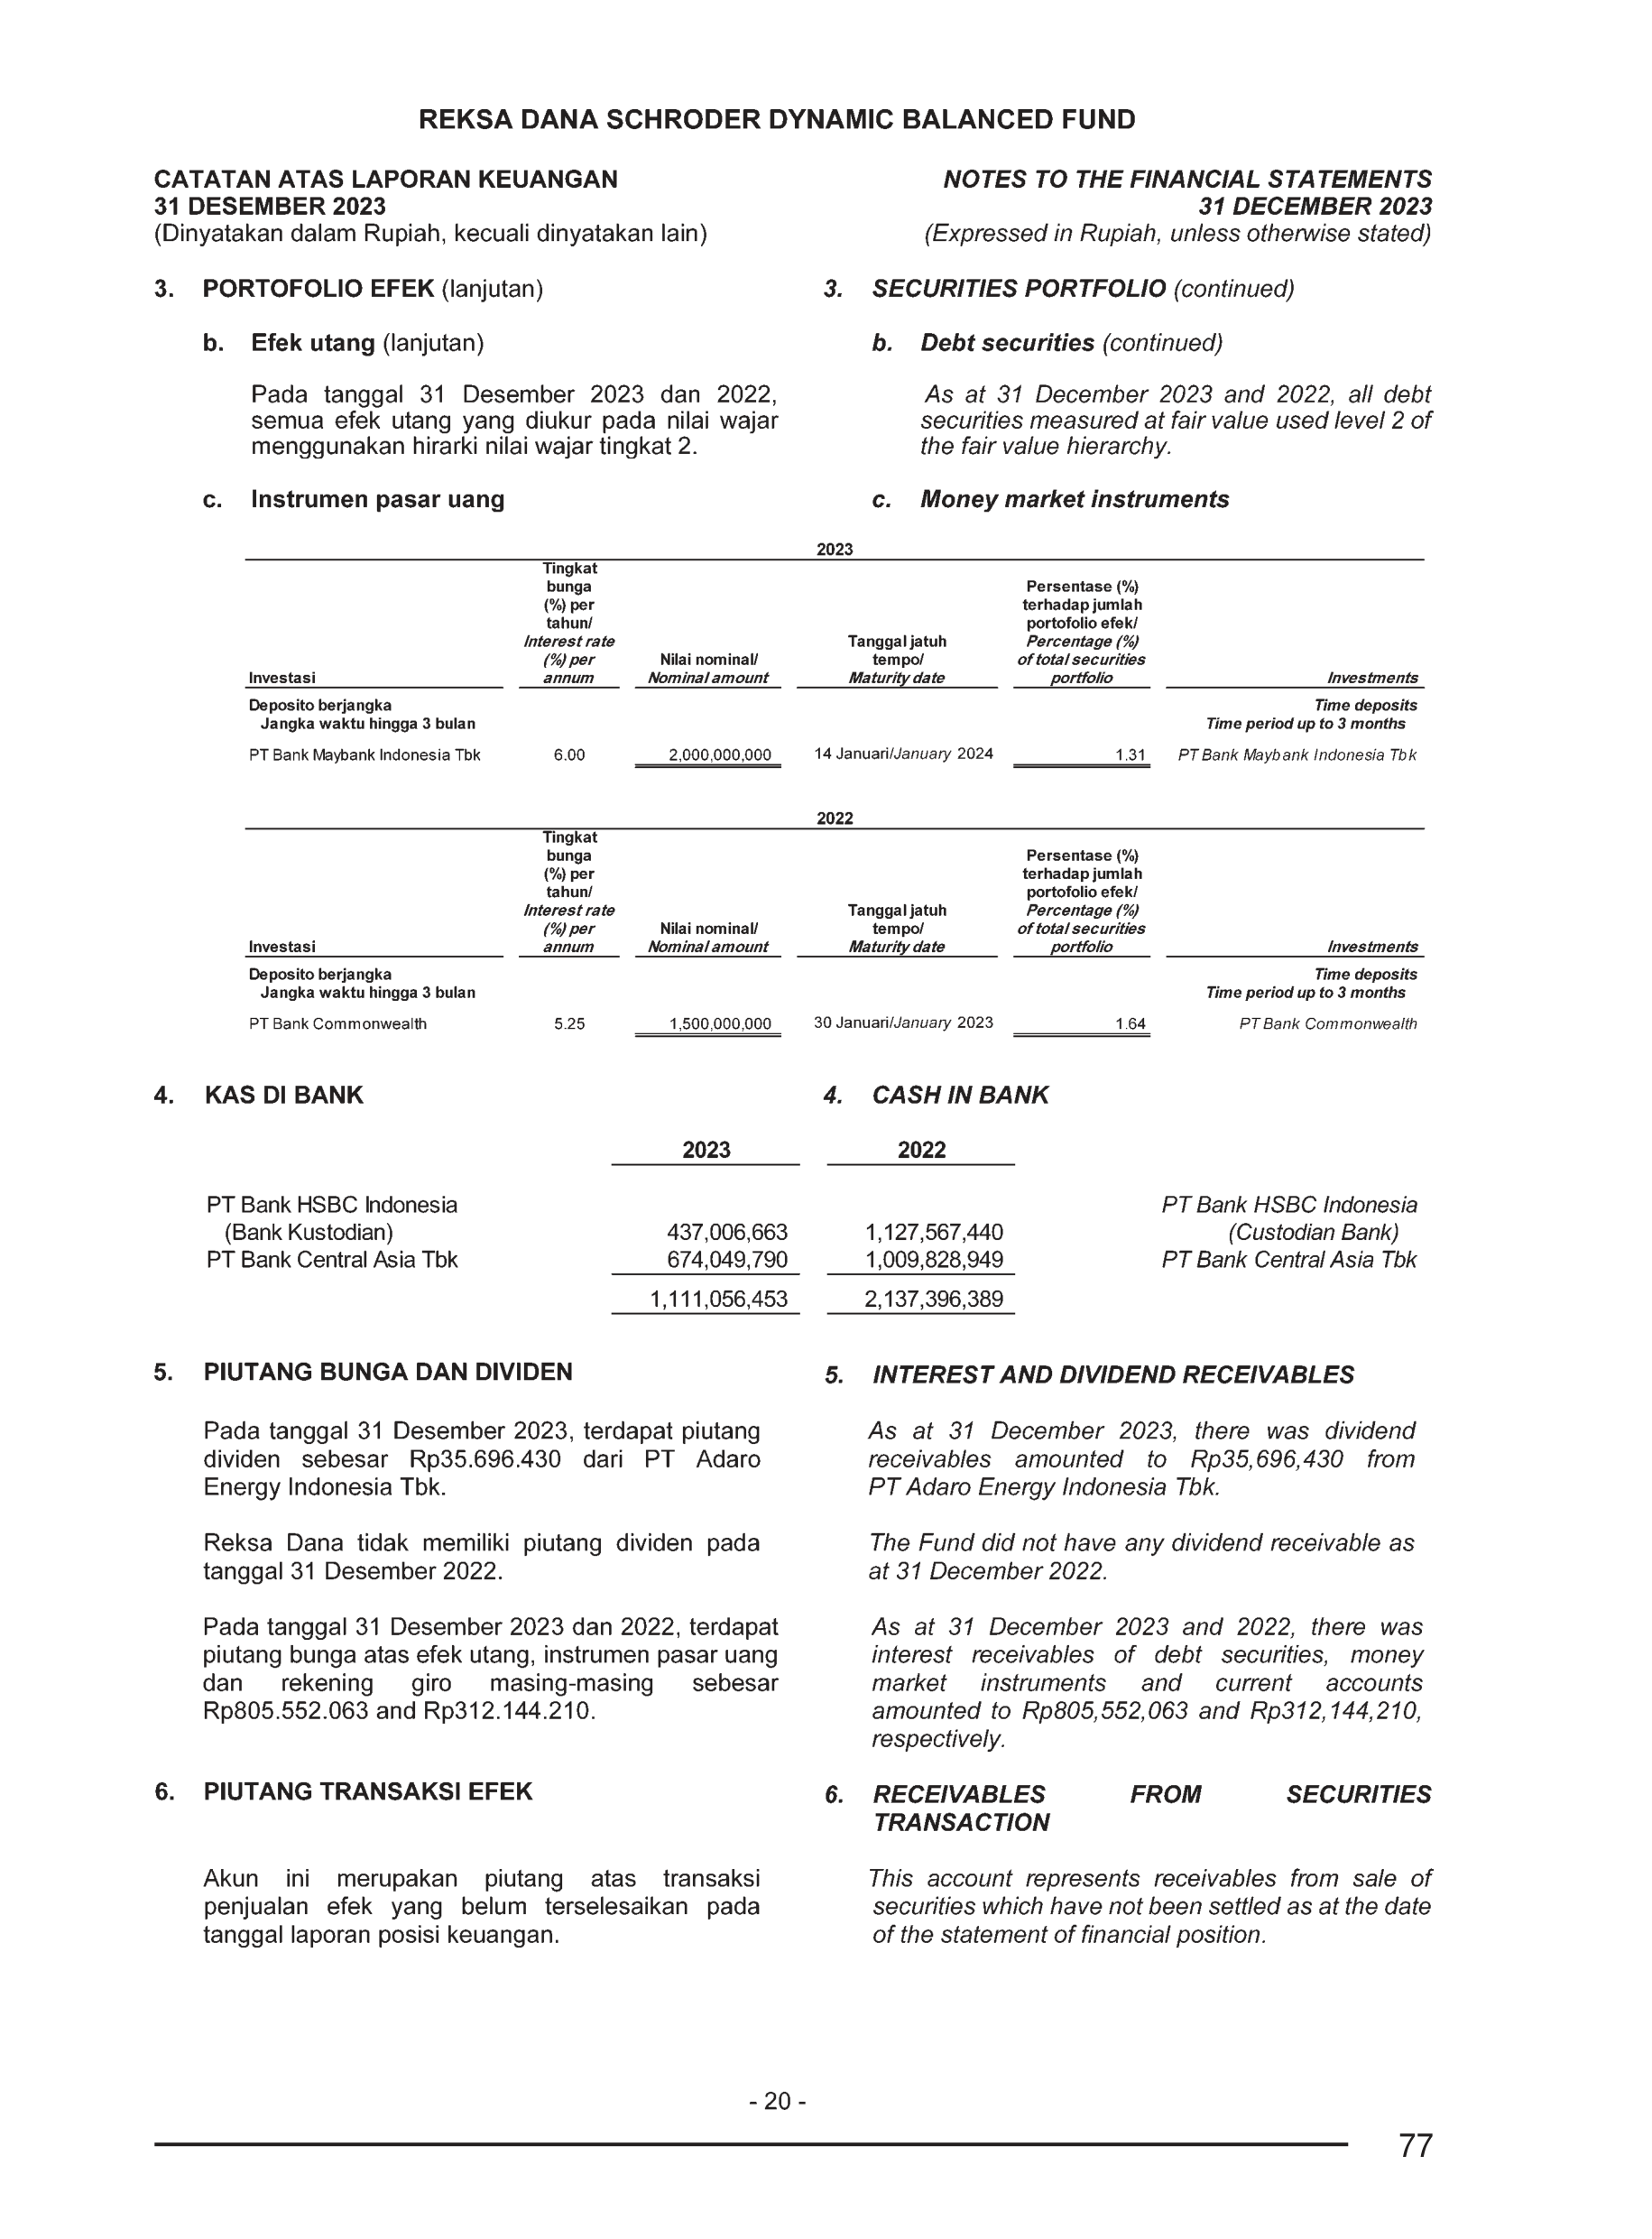 REKSA DANA SCHRODER DYNAMIC BALANCED FUND
CATATAN ATAS LAPORAN KEUANGAN
31 DESEMBER 2023
(Dinyatakan dalam Rupiah, kecuali dinyatakan lain)
NOTES TO THE FINANCIAL STATEMENTS
31 DECEMBER 2023
(Expressed in Rupiah, unless otherwise stated)
3. PORTOFOLIO EFEK (lanjutan)
b. Efek utang (lanjutan)
Pada tanggal 31 Desember 2023 dan 2022,
semua efek utang yang diukur pada nilai wajar
menggunakan hirarki nilai wajar tingkat 2.
c. Instrumen pasar uang
3. SECURITIES PORTFOLIO (continued)
b. Debt securities (continued)
As at 31 December 2023 and 2022, all debt
securities measured at fair value used level 2 of
the fair value hierarchy.
c. Money market instruments
2023
Investasi
Tingkat
bunga
(%) per
tahun/
Interest rate
(%) per
annum
Nilai nominal/
Nominal amount
Tanggal jatuh
tempo/
Maturity date
Persentase (%)
terhadap jumlah
portofolio efek/
Percentage (%)
of total securities
portfolio
Investments
Deposito berjangka Time deposits
Jangka waktu hingga 3 bulan Time period up to 3 months
PT Bank Maybank Indonesia Tbk 6.00 2,000,000,000 14 Januari/January 2024 1.31 PT Bank Maybank Indonesia Tbk
2022
Investasi
Tingkat
bunga
(%) per
tahun/
Interest rate
(%) per
annum
Nilai nominal/
Nominal amount
Tanggal jatuh
tempo/
Maturity date
Persentase (%)
terhadap jumlah
portofolio efek/
Percentage (%)
of total securities
portfolio
Investments
Deposito berjangka Time deposits
Jangka waktu hingga 3 bulan Time period up to 3 months
PT Bank Commonwealth 5.25 1,500,000,000 30 Januari/January 2023 1.64 PT Bank Commonwealth
4. KAS DI BANK 4. CASH IN BANK
2023 2022
PT Bank HSBC Indonesia PT Bank HSBC Indonesia
(Bank Kustodian) 437,006,663 1,127,567,440 (Custodian Bank)
PT Bank Central Asia Tbk 674,049,790 1,009,828,949 PT Bank Central Asia Tbk
1,111,056,453 2,137,396,389
5. PIUTANG BUNGA DAN DIVIDEN
Pada tanggal 31 Desember 2023, terdapat piutang
dividen sebesar Rp35.696.430 dari PT Adaro
Energy Indonesia Tbk.
Reksa Dana tidak memiliki piutang dividen pada
tanggal 31 Desember 2022.
Pada tanggal 31 Desember 2023 dan 2022, terdapat
piutang bunga atas efek utang, instrumen pasar uang
dan rekening giro masing-masing sebesar
Rp805.552.063 and Rp312.144.210.
5. INTEREST AND DIVIDEND RECEIVABLES
As at 31 December 2023, there was dividend
receivables amounted to Rp35,696,430 from
PT Adaro Energy Indonesia Tbk.
The Fund did not have any dividend receivable as
at 31 December 2022.
As at 31 December 2023 and 2022, there was
interest receivables of debt securities, money
market instruments and current accounts
amounted to Rp805,552,063 and Rp312,144,210,
respectively.
6. PIUTANG TRANSAKSI EFEK
Akun ini merupakan piutang atas transaksi
penjualan efek yang belum terselesaikan pada
tanggal laporan posisi keuangan.
6. RECEIVABLES FROM SECURITIES
TRANSACTION
This account represents receivables from sale of
securities which have not been settled as at the date
of the statement of financial position.
- 20 -
77